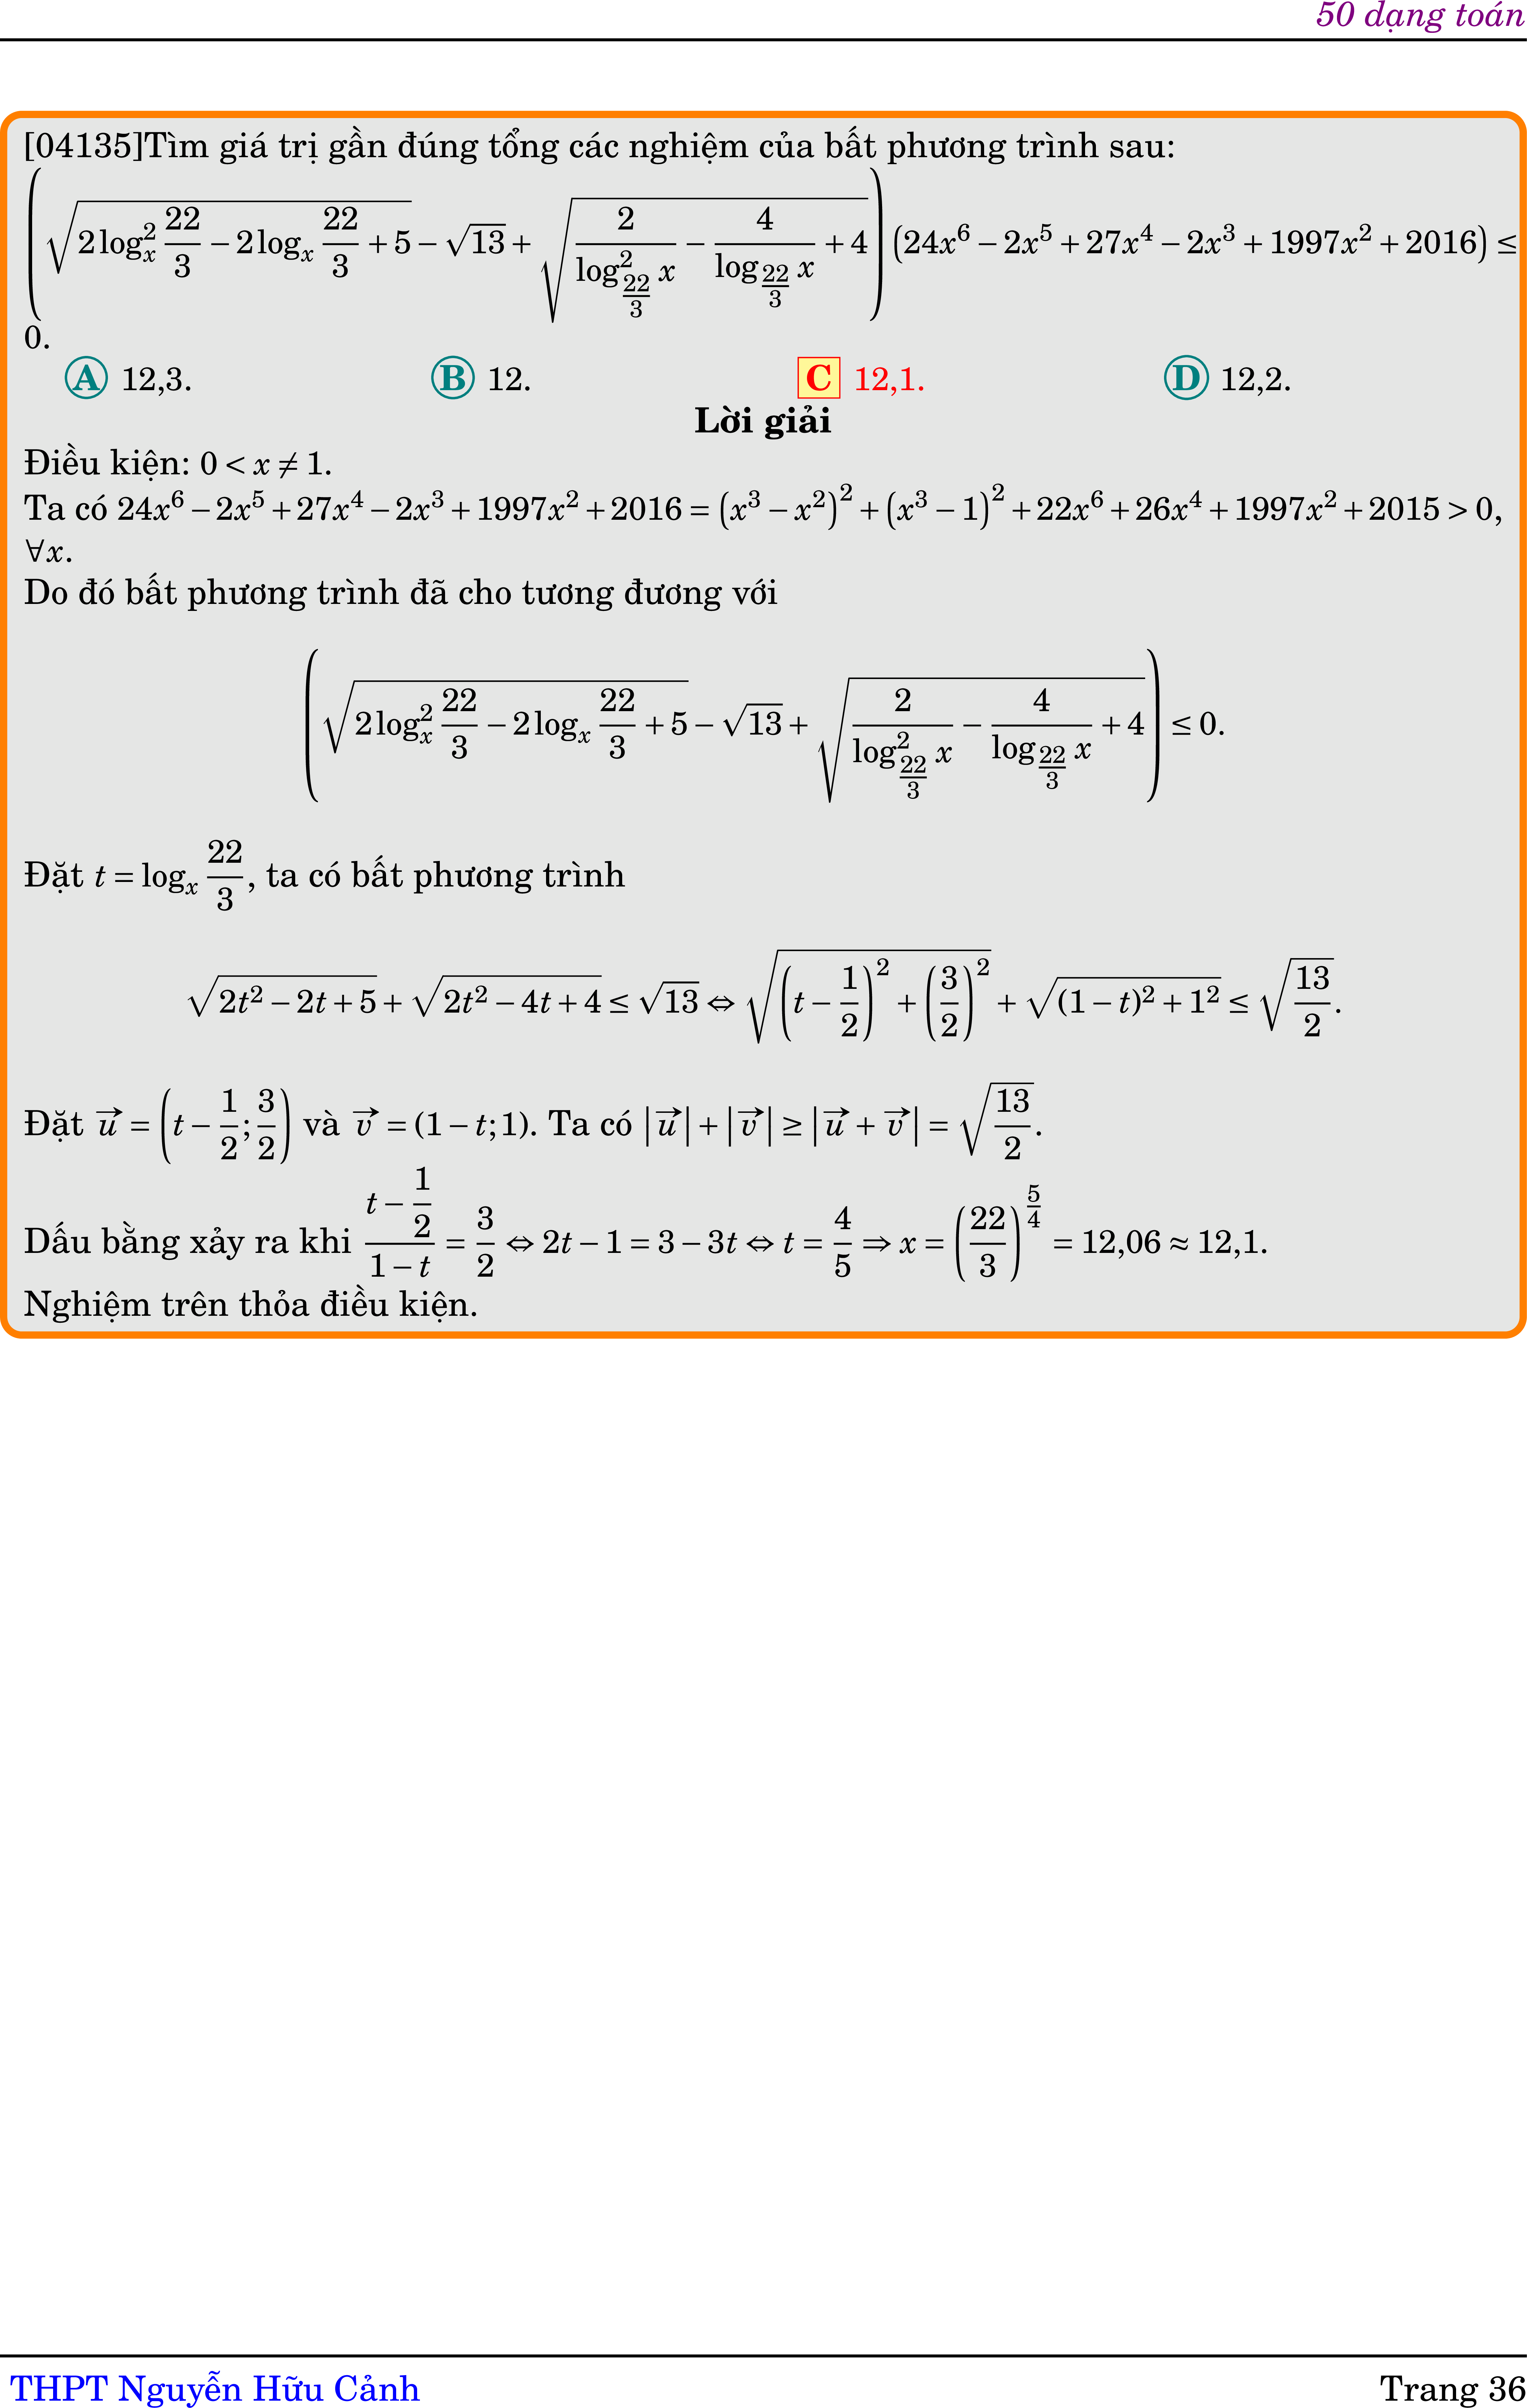 50 dạng toán
[04135]Tìm giá trị gần đúng tổng các nghiệm của bất phương trình sau:
$\left(\sqrt{2\log_x^2\frac{22}{3}-2\log_x\frac{22}{3}+5}-\sqrt{13}+\sqrt{\frac{2}{\log_{\frac{22}{3}}^2 x}-\frac{4}{\log_{\frac{22}{3}} x}+4}\right)\left(24x^6-2x^5+27x^4-2x^3+1997x^2+2016\right)\le$
0.
A 12,3. B 12. C 12,1. D 12,2.
Lời giải
Điều kiện: $0<x\neq 1$.
Ta có $24x^6-2x^5+27x^4-2x^3+1997x^2+2016=\left(x^3-x^2\right)^2+\left(x^3-1\right)^2+22x^6+26x^4+1997x^2+2015>0$,
$\forall x$.
Do đó bất phương trình đã cho tương đương với
$\left(\sqrt{2\log_x^2\frac{22}{3}-2\log_x\frac{22}{3}+5}-\sqrt{13}+\sqrt{\frac{2}{\log_{\frac{22}{3}}^2 x}-\frac{4}{\log_{\frac{22}{3}} x}+4}\right)\le 0.$
Đặt $t=\log_x\frac{22}{3}$, ta có bất phương trình
$\sqrt{2t^2-2t+5}+\sqrt{2t^2-4t+4}\le\sqrt{13}\Leftrightarrow\sqrt{\left(t-\frac{1}{2}\right)^2+\left(\frac{3}{2}\right)^2}+\sqrt{(1-t)^2+1^2}\le\sqrt{\frac{13}{2}}.$
Đặt $\overrightarrow{u}=\left(t-\frac{1}{2};\frac{3}{2}\right)$ và $\overrightarrow{v}=(1-t;1)$. Ta có $|\overrightarrow{u}|+|\overrightarrow{v}|\ge|\overrightarrow{u}+\overrightarrow{v}|=\sqrt{\frac{13}{2}}$.
Dấu bằng xảy ra khi $\frac{t-\frac{1}{2}}{1-t}=\frac{3}{2}\Leftrightarrow 2t-1=3-3t\Leftrightarrow t=\frac{4}{5}\Rightarrow x=\left(\frac{22}{3}\right)^{\frac{5}{4}}=12,06\approx 12,1.$
Nghiệm trên thỏa điều kiện.
THPT Nguyễn Hữu Cảnh Trang 36